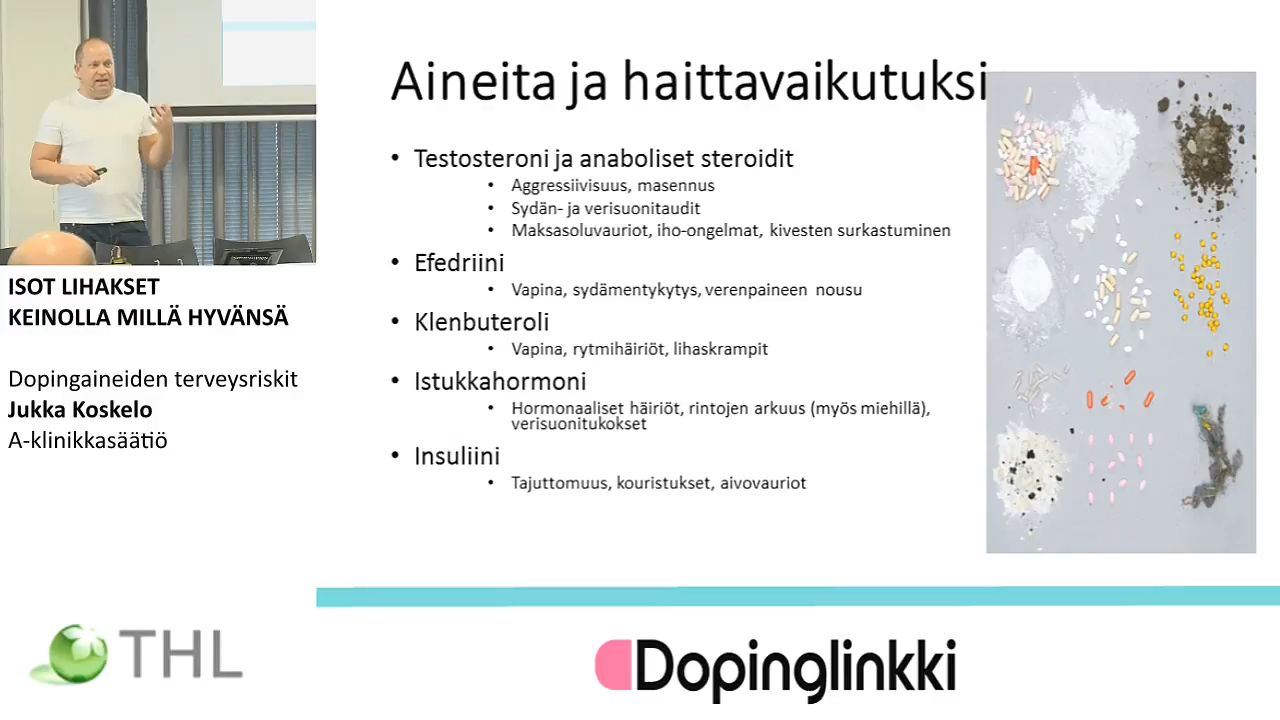 ISOT LIHAKSET
KEINOLLA MILLÄ HYVÄNSÄ
Dopingaineiden terveysriskit
Jukka Koskelo
A-klinikkasäätiö
THL
Aineita ja haittavaikutuksi
• Testosteroni ja anaboliset steroidit
• Aggressiivisuus, masennus
• Sydän- ja verisuonitaudit
• Maksasoluvauriot, iho-ongelmat, kivesten surkastuminen
• Efedriini
• Vapina, sydämentykytys, verenpaineen nousu
• Klenbuteroli
• Vapina, rytmihäiriöt, lihaskrampit
• Istukkahormoni
• Hormonaaliset häiriöt, rintojen arkuus (myös miehillä),
verisuonitukokset
• Insuliini
• Tajuttomuus, kouristukset, aivovauriot
Dopinglinkki